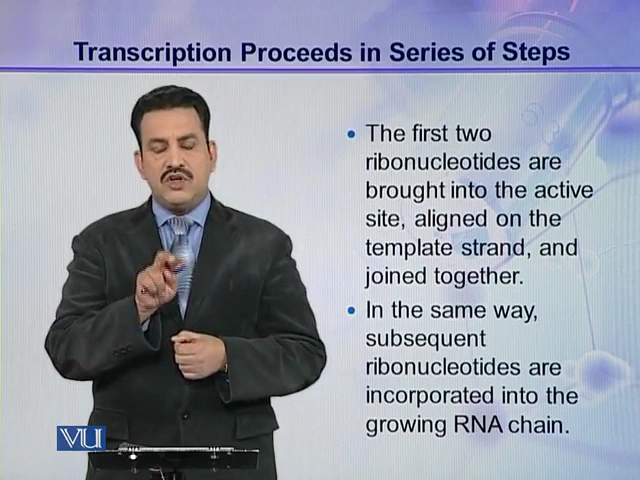 Transcription Proceeds in Series of Steps
• The first two
ribonucleotides are
brought into the active
site, aligned on the
template strand, and
joined together.
• In the same way,
subsequent
ribonucleotides are
incorporated into the
growing RNA chain.
VU